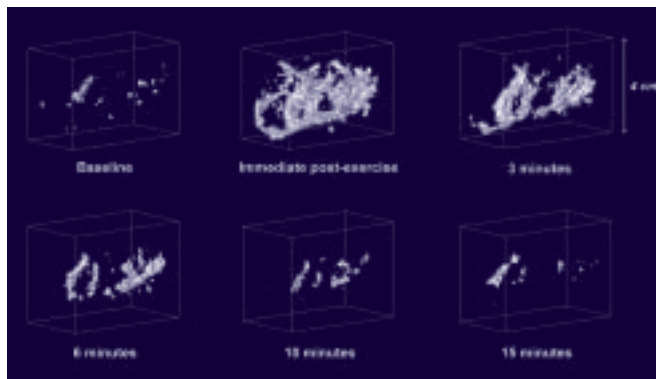 4 cm
Baseline
Immediate post-exercise
3 minutes
6 minutes
10 minutes
15 minutes